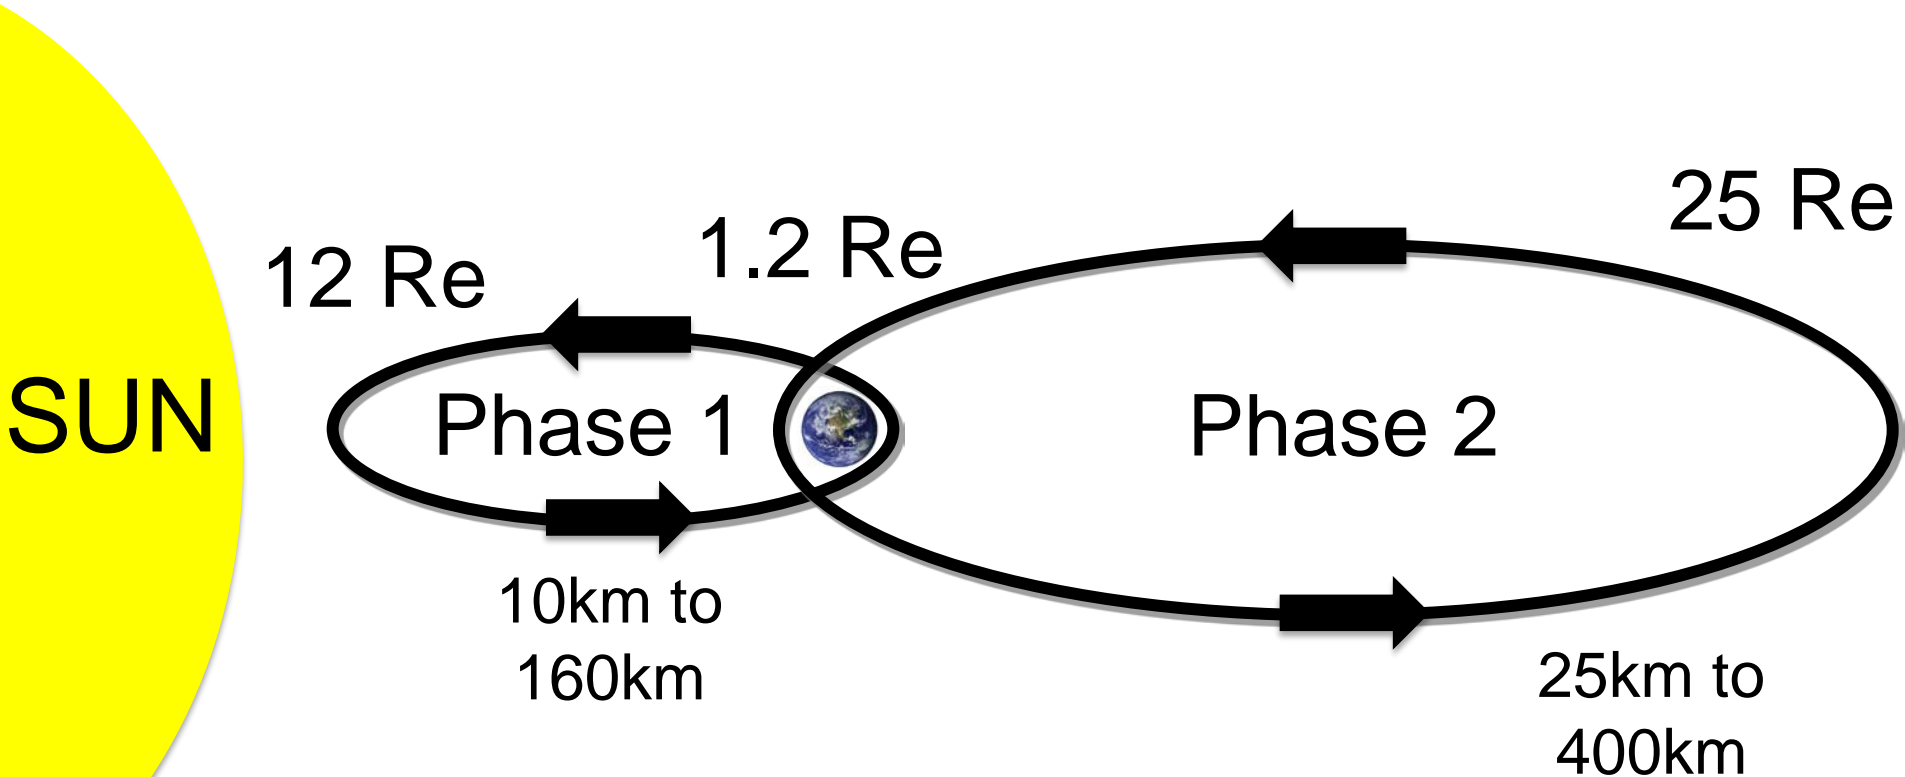 25 Re
1.2 Re
12 Re
SUN
Phase 1
Phase 2
10km to
160km
25km to
400km